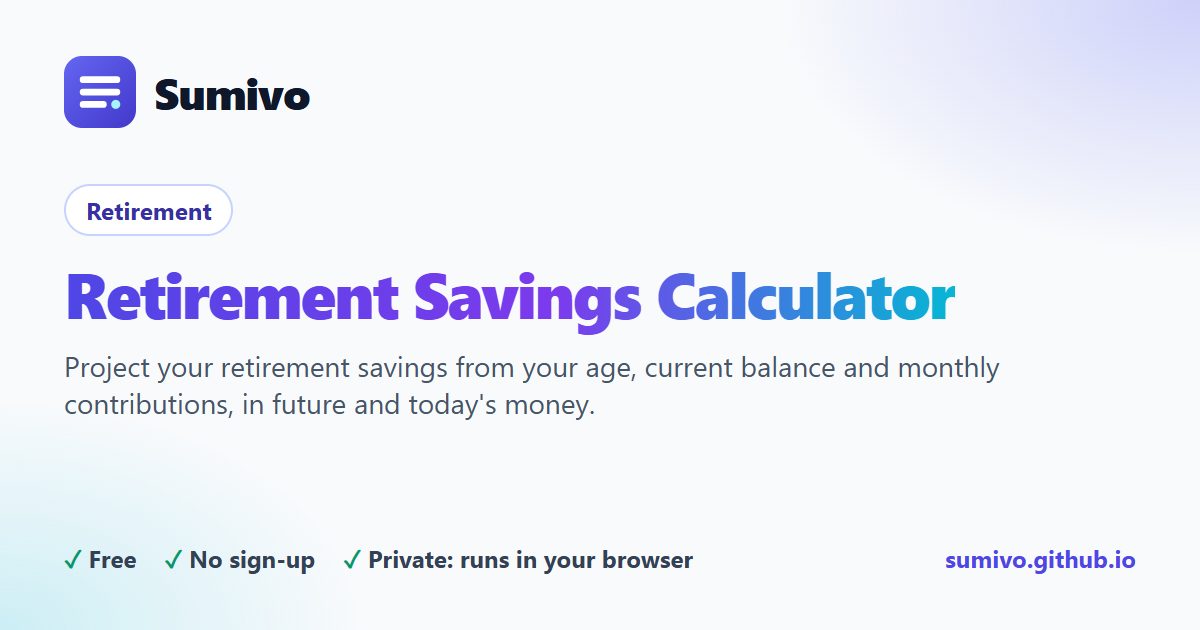 Sumivo
Retirement
Retirement Savings Calculator
Project your retirement savings from your age, current balance and monthly
contributions, in future and today's money.
✓ Free ✓ No sign-up ✓ Private: runs in your browser sumivo.github.io